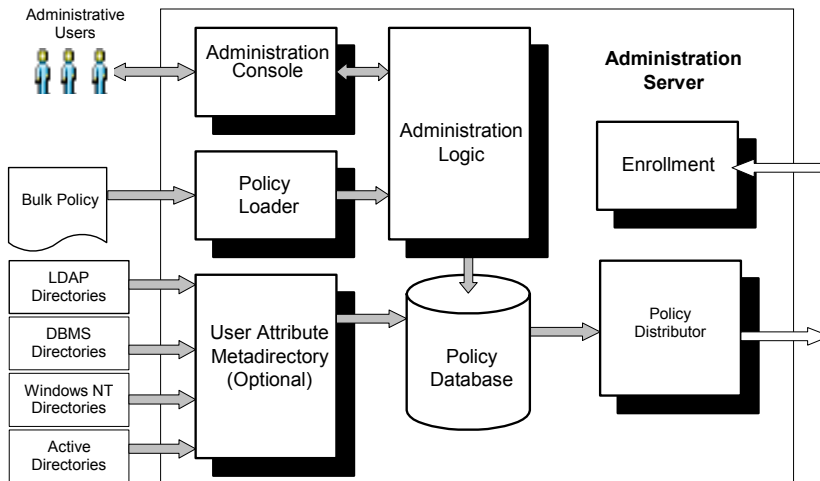 Administrative
Users
Administration
Console
Administration
Logic
Administration
Server
Enrollment
Bulk Policy
Policy
Loader
LDAP
Directories
DBMS
Directories
Windows NT
Directories
Active
Directories
User Attribute
Metadirectory
(Optional)
Policy
Database
Policy
Distributor